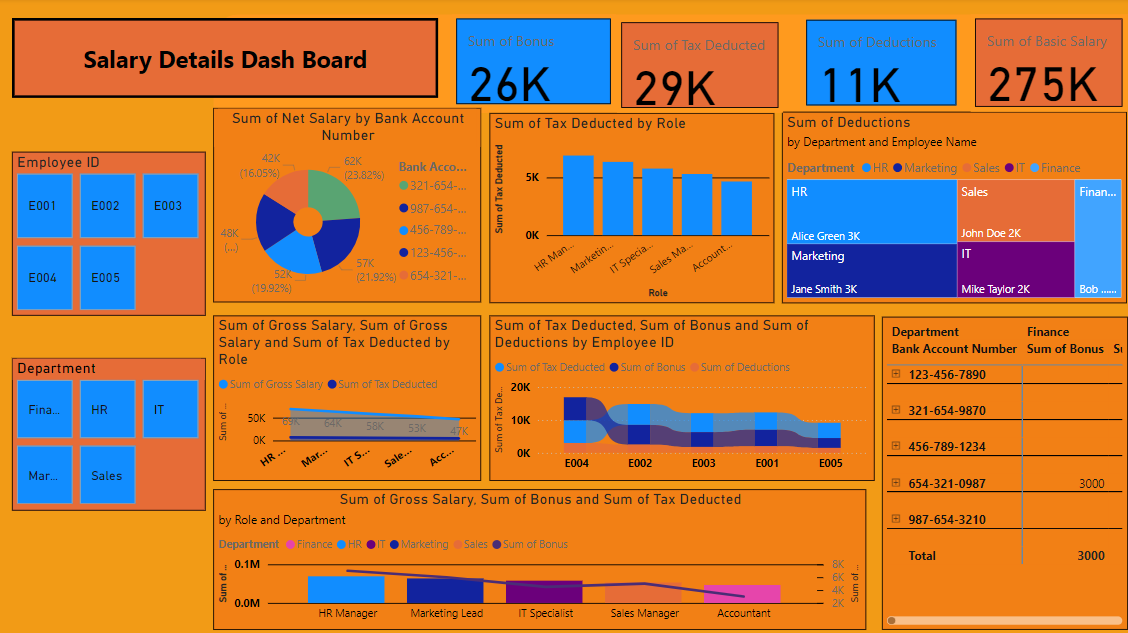 Salary Details Dash Board
Sum of Bonus
26K
Sum of Tax Deducted
29K
Sum of Deductions
11K
Sum of Basic Salary
275K
Employee ID
E001
E002
E003
E004
E005
Department
Fina...
HR
IT
Mar...
Sales
Sum of Net Salary by Bank Account
Number
42K
(16.05%)
62K
(23.82%)
48K
(...)
52K
(19.92%)
57K
(21.92%)
Bank Acco...
321-654-...
987-654-...
456-789-...
123-456-...
654-321-...
Sum of Tax Deducted by Role
Sum of Tax Deducted
5K
0K
HR Man...
Marketin...
IT Specia...
Sales Ma...
Account...
Role
Sum of Deductions
by Department and Employee Name
Department HR Marketing Sales IT Finance
HR
Alice Green 3K
Marketing
Jane Smith 3K
Sales
John Doe 2K
IT
Mike Taylor 2K
Finan...
Bob ......
Sum of Gross Salary, Sum of Gross
Salary and Sum of Tax Deducted by
Role
Sum of Gross Salary Sum of Tax Deducted
Sum of ...
50K
0K
69K
64K
58K
53K
47K
HR ...
Mar...
IT S...
Sale...
Acc...
Sum of Tax Deducted, Sum of Bonus and Sum of
Deductions by Employee ID
Sum of Tax Deducted Sum of Bonus Sum of Deductions
Sum of Tax De...
20K
10K
0K
E004
E002
E003
E001
E005
Department Finance
Bank Account Number Sum of Bonus
123-456-7890
321-654-9870
456-789-1234
654-321-0987 3000
987-654-3210
Total 3000
Sum of Gross Salary, Sum of Bonus and Sum of Tax Deducted
by Role and Department
Department Finance HR IT Marketing Sales Sum of Bonus
Sum of ...
0.1M
0.0M
8K
6K
4K
2K
Sum of ...
HR Manager
Marketing Lead
IT Specialist
Sales Manager
Accountant